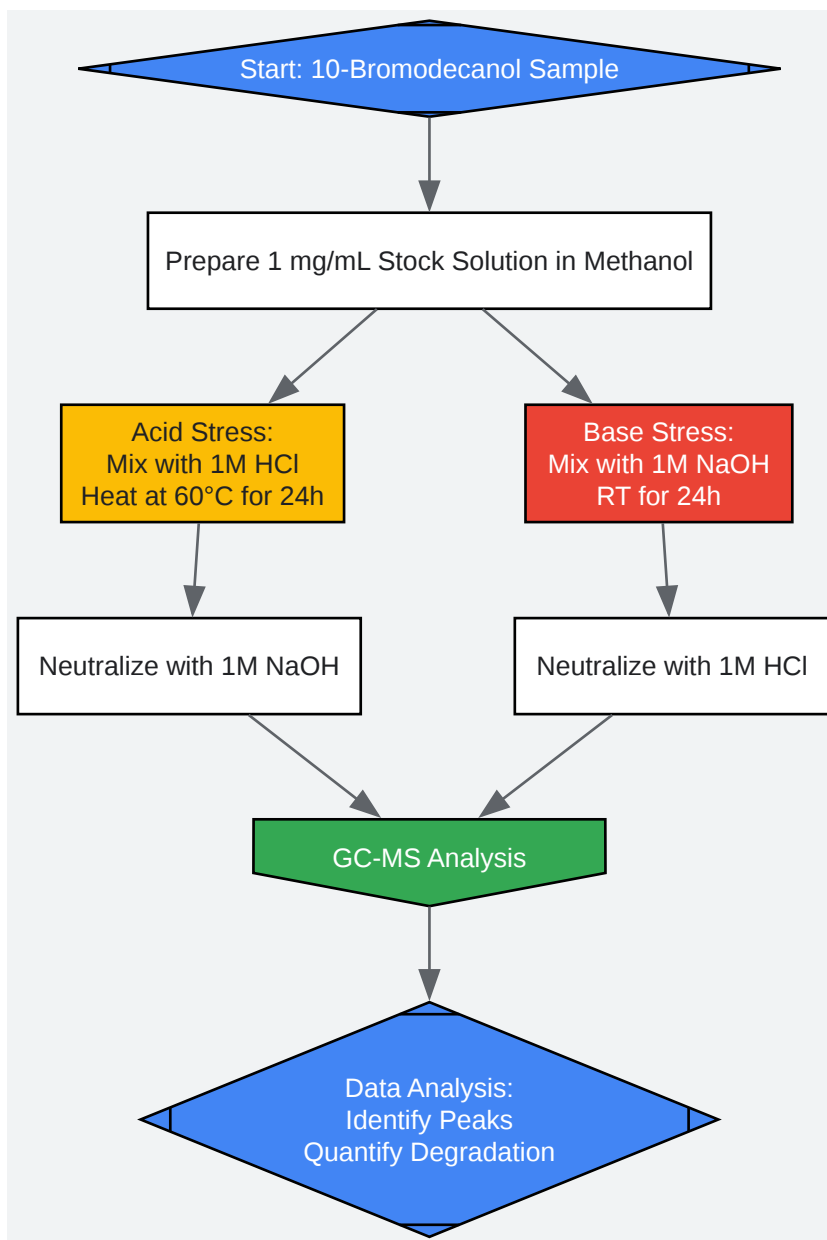 Start: 10-Bromodecanol Sample
Prepare 1 mg/mL Stock Solution in Methanol
Acid Stress:
Mix with 1M HCl
Heat at 60°C for 24h
Base Stress:
Mix with 1M NaOH
RT for 24h
Neutralize with 1M NaOH
Neutralize with 1M HCl
GC-MS Analysis
Data Analysis:
Identify Peaks
Quantify Degradation